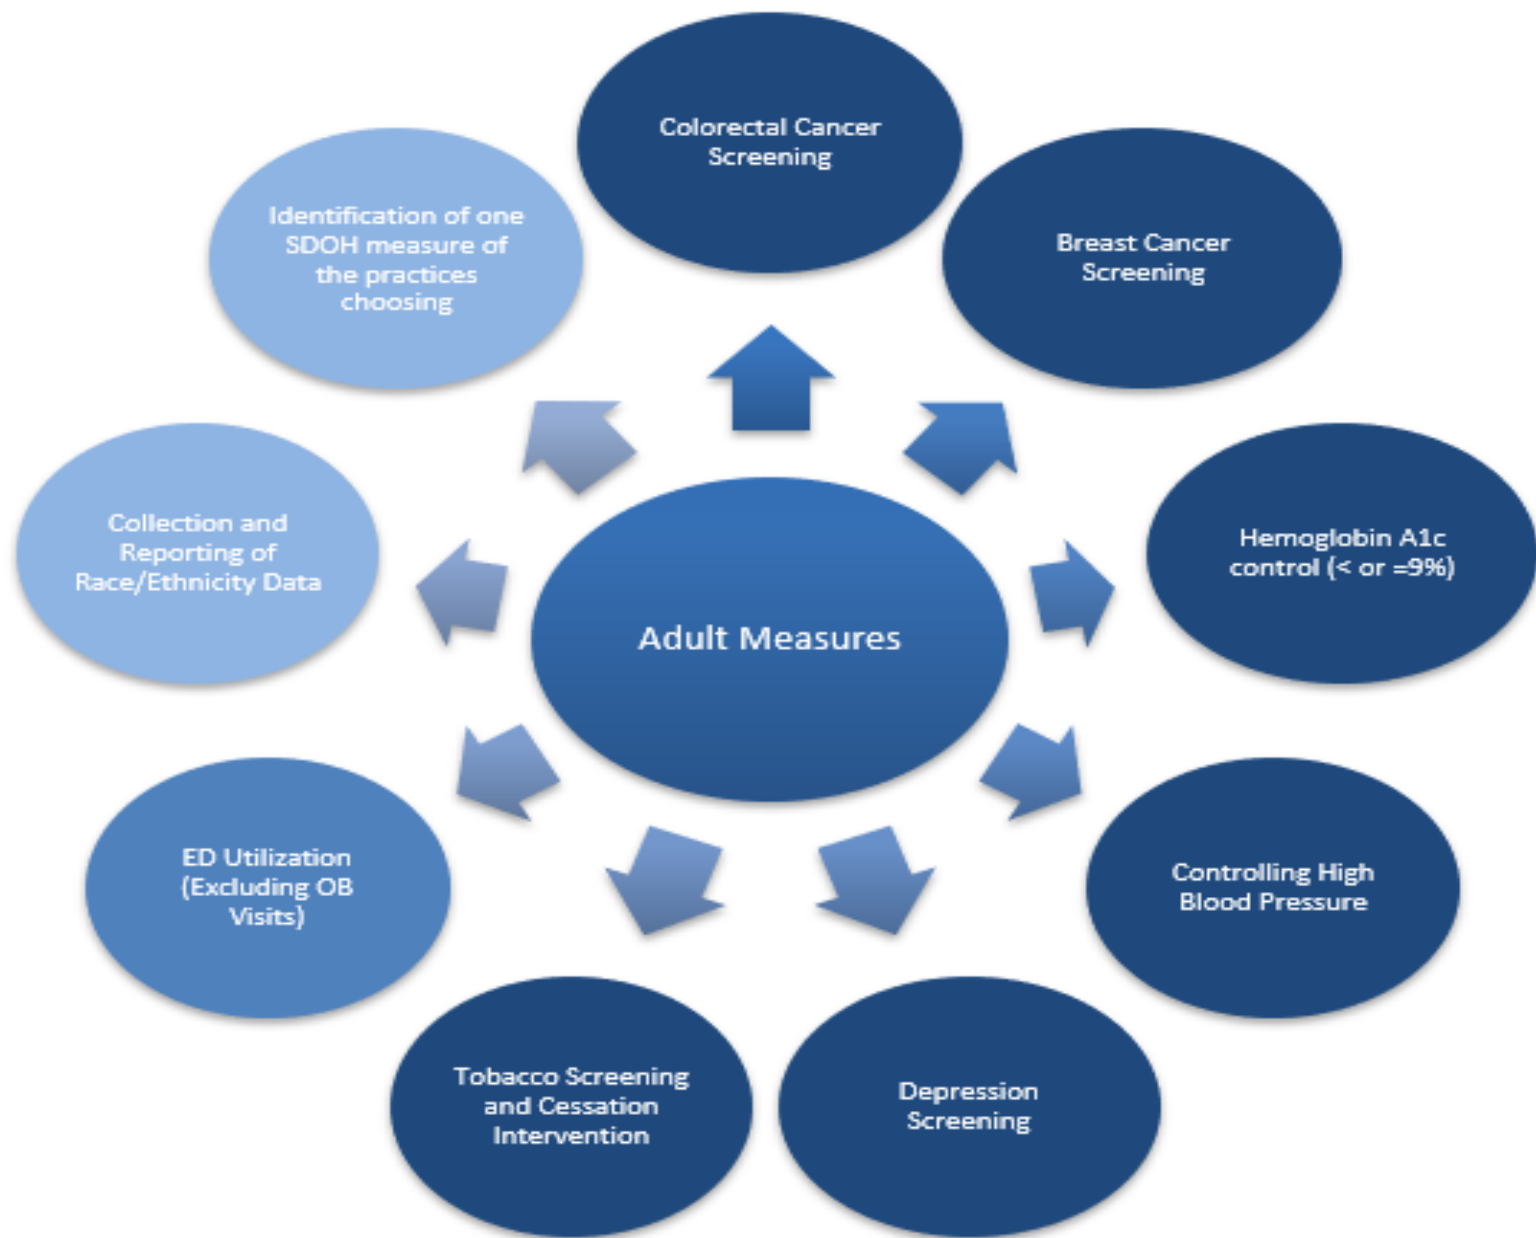 Colorectal Cancer
Screening
Breast Cancer
Screening
Hemoglobin A1c
control (< or =9%)
Controlling High
Blood Pressure
Depression
Screening
Tobacco Screening
and Cessation
Intervention
ED Utilization
(Excluding OB
Visits)
Collection and
Reporting of
Race/Ethnicity Data
Identification of one
SDOH measure of
the practices
choosing
Adult Measures